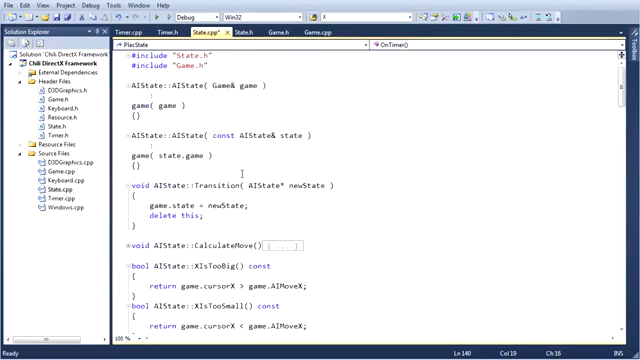 File Edit View Project Debug Team Data Tools Architecture Test Analyze Window Help
Debug Win32 X
Solution Explorer
Timer.cpp Timer.h State.cpp* × State.h Game.h Game.cpp
PlacState OnTimer()
Solution 'Chili DirectX Framework'
Chili DirectX Framework
External Dependencies
Header Files
D3DGraphics.h
Game.h
Keyboard.h
Resource.h
State.h
Timer.h
Resource Files
Source Files
D3DGraphics.cpp
Game.cpp
Keyboard.cpp
State.cpp
Timer.cpp
Windows.cpp
#include "State.h"
#include "Game.h"
AIState::AIState( Game& game )
:
game( game )
{}
AIState::AIState( const AIState& state )
:
game( state.game )
{}
void AIState::Transition( AIState* newState )
{
game.state = newState;
delete this;
}
void AIState::CalculateMove() { ... }
bool AIState::XIsTooBig() const
{
return game.cursorX > game.AIMoveX;
}
bool AIState::XIsTooSmall() const
{
return game.cursorX < game.AIMoveX;
100 %
Toolbox
Ready Ln 140 Col 19 Ch 16 INS